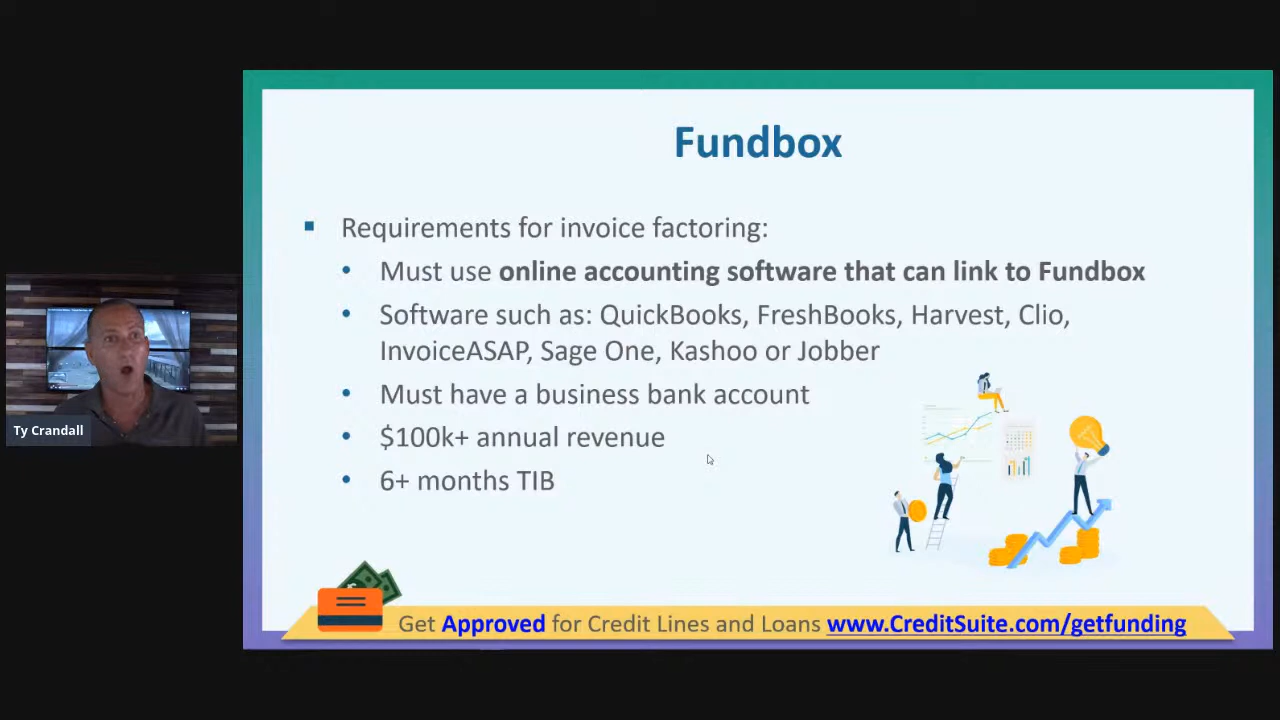 Fundbox
Requirements for invoice factoring:
Must use online accounting software that can link to Fundbox
Software such as: QuickBooks, FreshBooks, Harvest, Clio,
InvoiceASAP, Sage One, Kashoo or Jobber
Must have a business bank account
$100k+ annual revenue
6+ months TIB
Ty Crandall
Get Approved for Credit Lines and Loans www.CreditSuite.com/getfunding